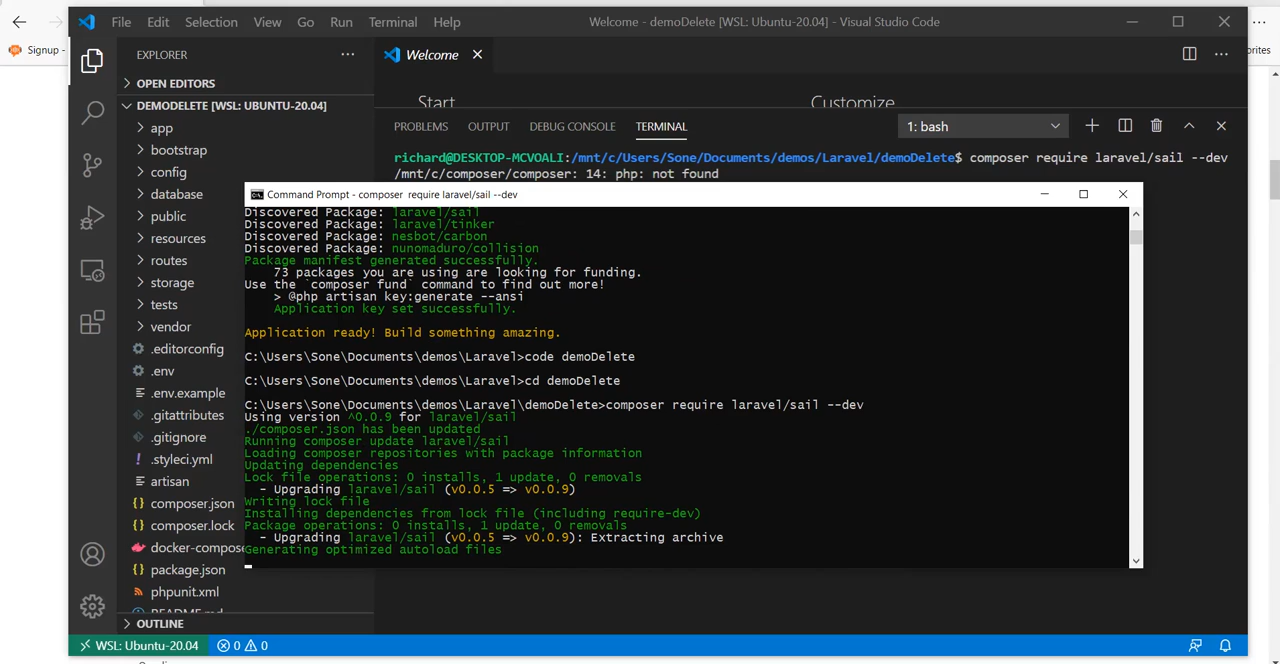 Signup -
File Edit Selection View Go Run Terminal Help
Welcome - demoDelete [WSL: Ubuntu-20.04] - Visual Studio Code
orites
EXPLORER
OPEN EDITORS
DEMODELETE [WSL: UBUNTU-20.04]
app
bootstrap
config
database
public
resources
routes
storage
tests
vendor
.editorconfig
.env
.env.example
.gitattributes
.gitignore
.styleci.yml
artisan
composer.json
composer.lock
docker-compose
package.json
phpunit.xml
README.md
OUTLINE
Welcome
Start
Customize
PROBLEMS OUTPUT DEBUG CONSOLE TERMINAL
1: bash
richard@DESKTOP-MCVOALI:/mnt/c/Users/Sone/Documents/demos/Laravel/demoDelete$ composer require laravel/sail --dev
/mnt/c/composer/composer: 14: php: not found
Command Prompt - composer require laravel/sail --dev
Discovered Package: laravel/sail
Discovered Package: laravel/tinker
Discovered Package: nesbot/carbon
Discovered Package: nunomaduro/collision
Package manifest generated successfully.
73 packages you are using are looking for funding.
Use the `composer fund` command to find out more!
> @php artisan key:generate --ansi
Application key set successfully.
Application ready! Build something amazing.
C:\Users\Sone\Documents\demos\Laravel>code demoDelete
C:\Users\Sone\Documents\demos\Laravel>cd demoDelete
C:\Users\Sone\Documents\demos\Laravel\demoDelete>composer require laravel/sail --dev
Using version ^0.0.9 for laravel/sail
./composer.json has been updated
Running composer update laravel/sail
Loading composer repositories with package information
Updating dependencies
Lock file operations: 0 installs, 1 update, 0 removals
- Upgrading laravel/sail (v0.0.5 => v0.0.9)
Writing lock file
Installing dependencies from lock file (including require-dev)
Package operations: 0 installs, 1 update, 0 removals
- Upgrading laravel/sail (v0.0.5 => v0.0.9): Extracting archive
Generating optimized autoload files
WSL: Ubuntu-20.04
0 0